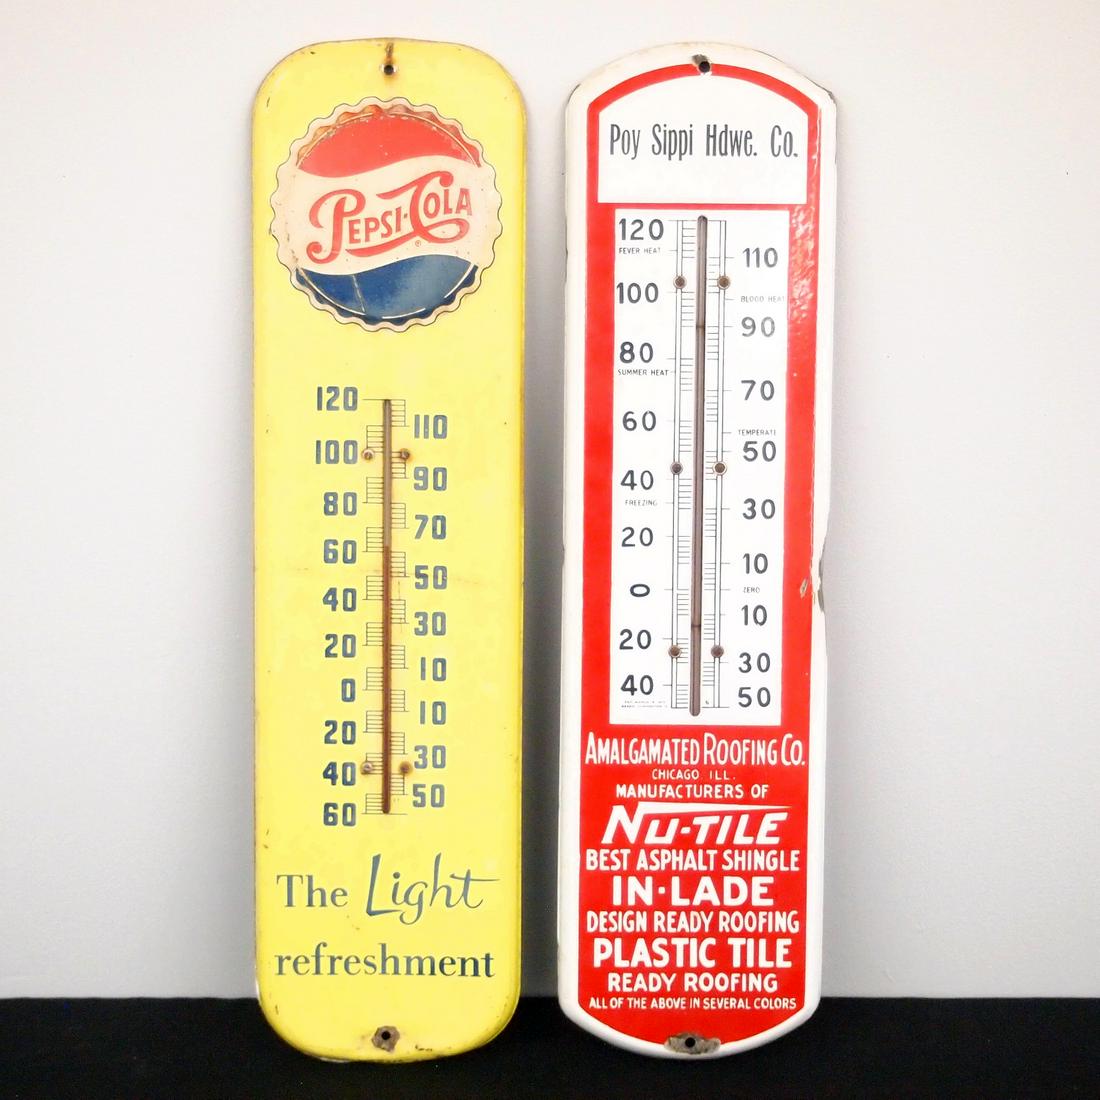 PEPSI-COLA
®
120
110
100
90
80
70
60
50
40
30
20
10
0
10
20
30
40
50
60
The Light
refreshment
Poy Sippi Hdwe. Co.
120
FEVER HEAT
110
100
BLOOD HEAT
90
80
SUMMER HEAT
70
60
TEMPERATE
50
40
FREEZING
30
20
10
0
ZERO
10
20
30
40
50
AMALGAMATED ROOFING CO.
CHICAGO ILL.
MANUFACTURERS OF
NU-TILE
BEST ASPHALT SHINGLE
IN-LADE
DESIGN READY ROOFING
PLASTIC TILE
READY ROOFING
ALL OF THE ABOVE IN SEVERAL COLORS